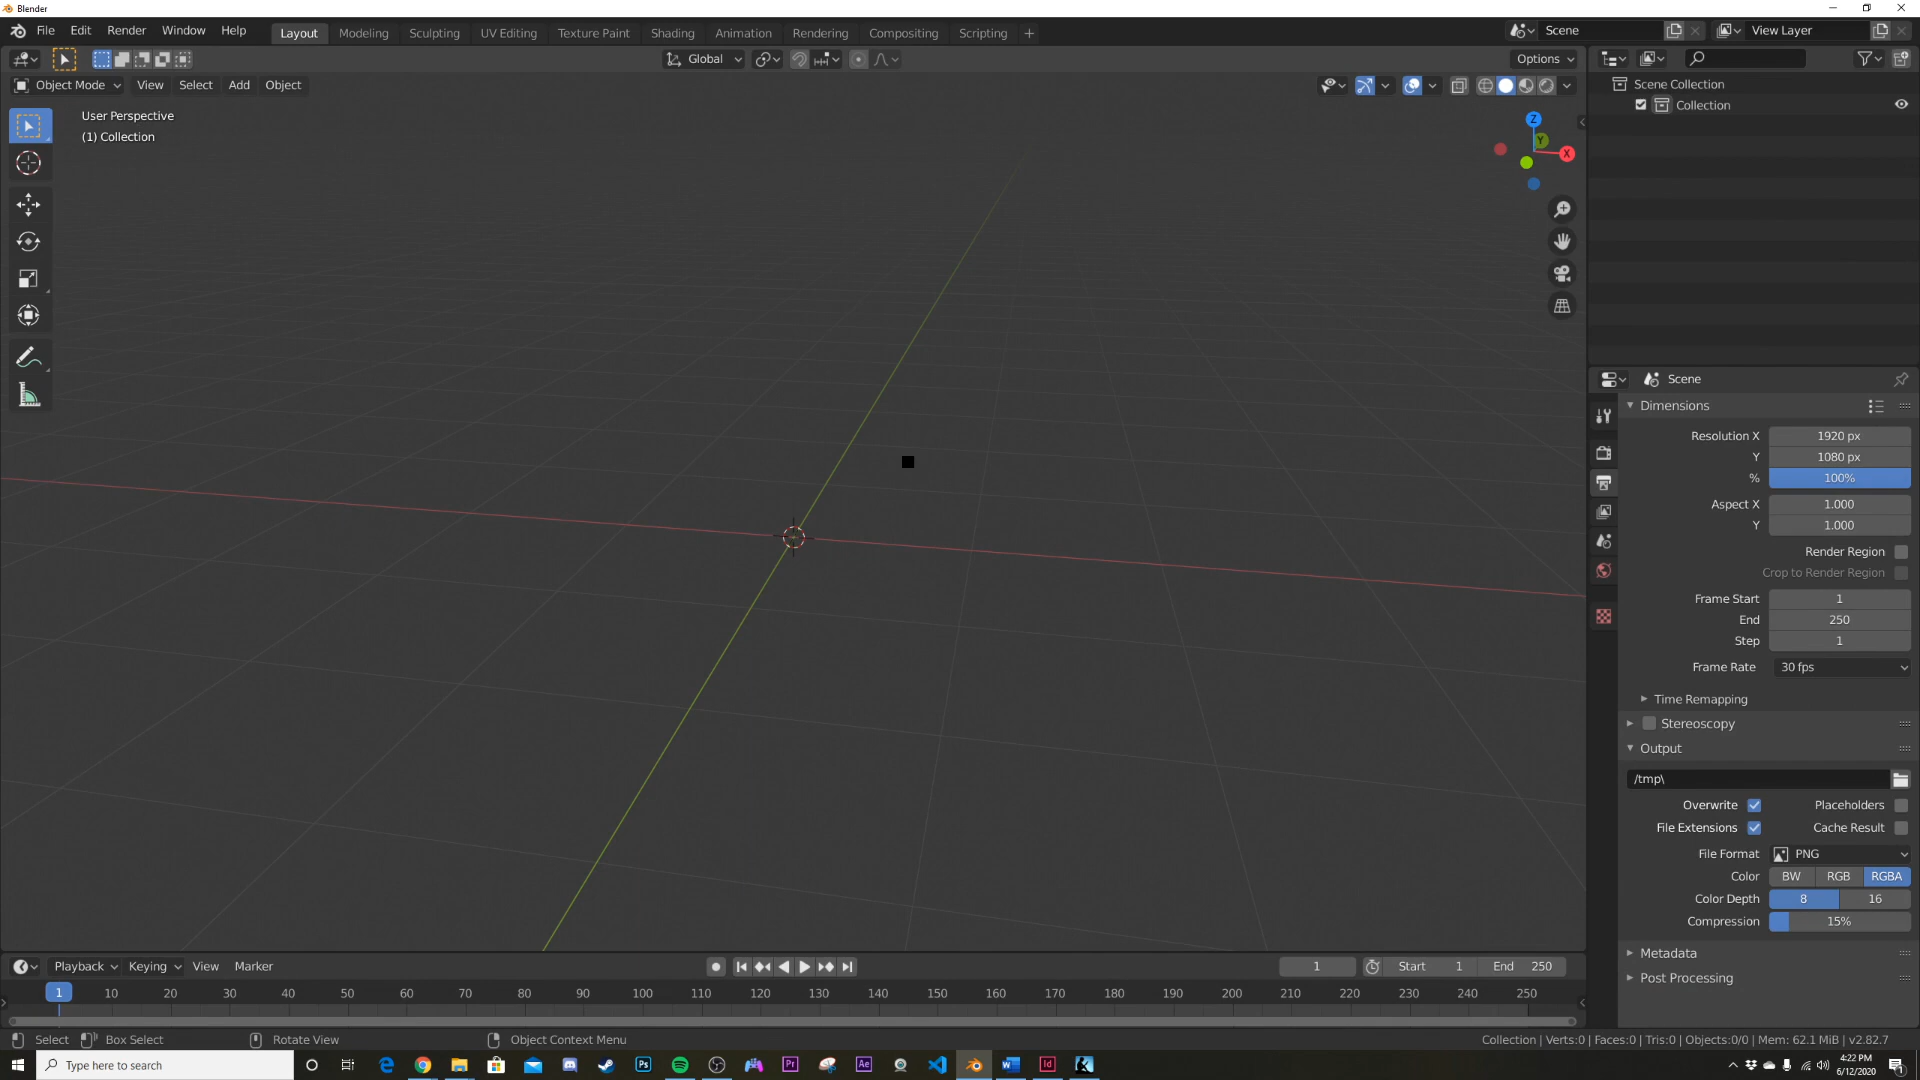 Blender
File Edit Render Window Help Layout Modeling Sculpting UV Editing Texture Paint Shading Animation Rendering Compositing Scripting + Scene View Layer
Global Options
Object Mode View Select Add Object
User Perspective
(1) Collection
Z
Y
X
Scene Collection
Collection
Scene
Dimensions
Resolution X 1920 px
Y 1080 px
% 100%
Aspect X 1.000
Y 1.000
Render Region
Crop to Render Region
Frame Start 1
End 250
Step 1
Frame Rate 30 fps
Time Remapping
Stereoscopy
Output
/tmp\
Overwrite Placeholders
File Extensions Cache Result
File Format PNG
Color BW RGB RGBA
Color Depth 8 16
Compression 15%
Metadata
Post Processing
Playback Keying View Marker 1 Start 1 End 250
1 10 20 30 40 50 60 70 80 90 100 110 120 130 140 150 160 170 180 190 200 210 220 230 240 250
Select Box Select Rotate View Object Context Menu Collection | Verts:0 | Faces:0 | Tris:0 | Objects:0/0 | Mem: 62.1 MiB | v2.82.7
Type here to search Ps Pr Ae Id 4:22 PM
6/12/2020